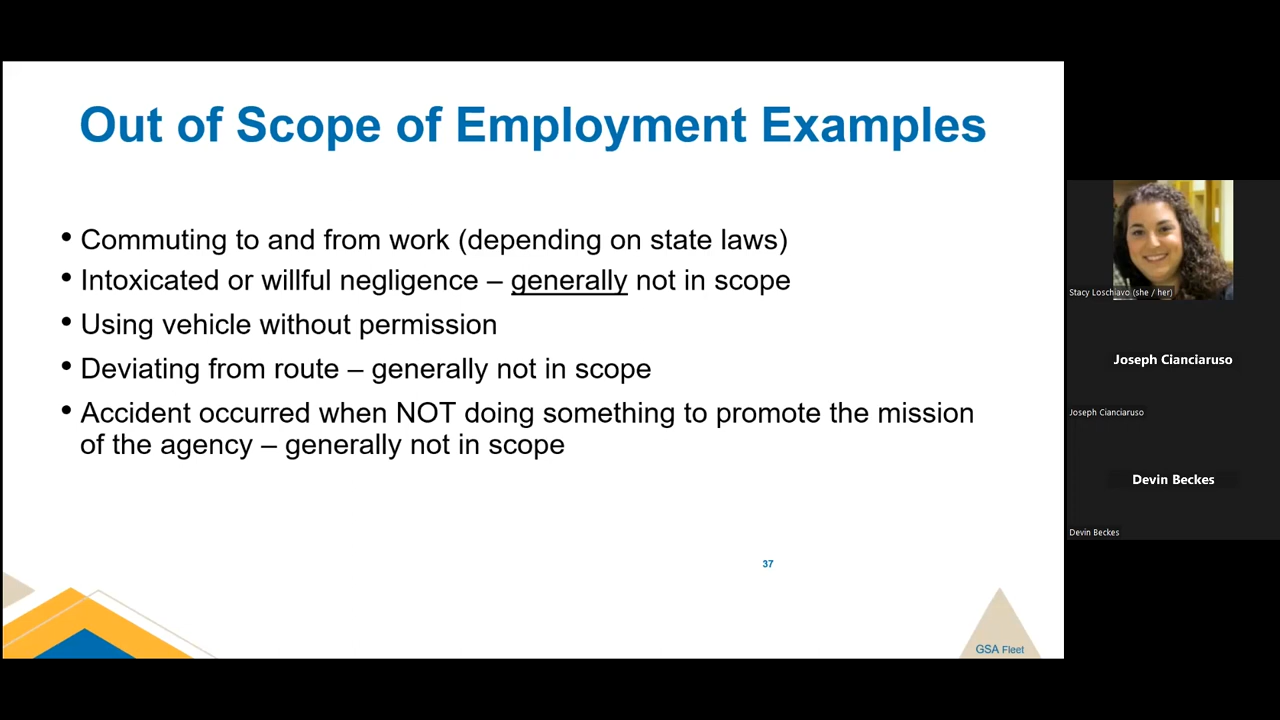 Out of Scope of Employment Examples
• Commuting to and from work (depending on state laws)
• Intoxicated or willful negligence – generally not in scope
• Using vehicle without permission
• Deviating from route – generally not in scope
• Accident occurred when NOT doing something to promote the mission
of the agency – generally not in scope
37
GSA Fleet
Stacy Loschiavo (she / her)
Joseph Cianciaruso
Joseph Cianciaruso
Devin Beckes
Devin Beckes